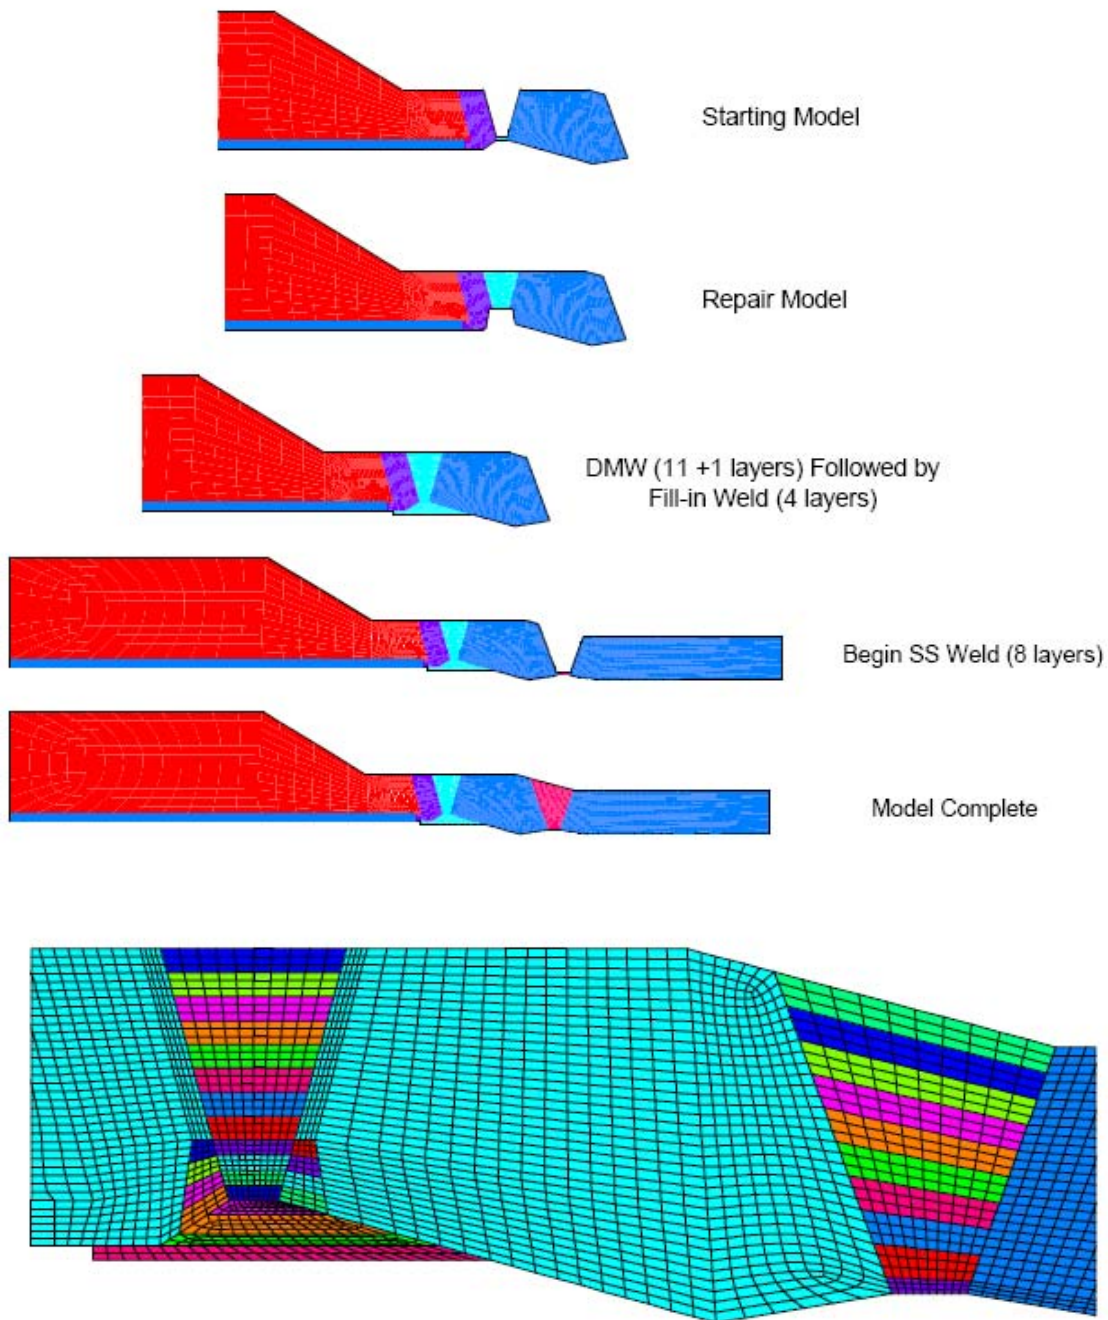 Starting Model
Repair Model
DMW (11 +1 layers) Followed by
Fill-in Weld (4 layers)
Begin SS Weld (8 layers)
Model Complete